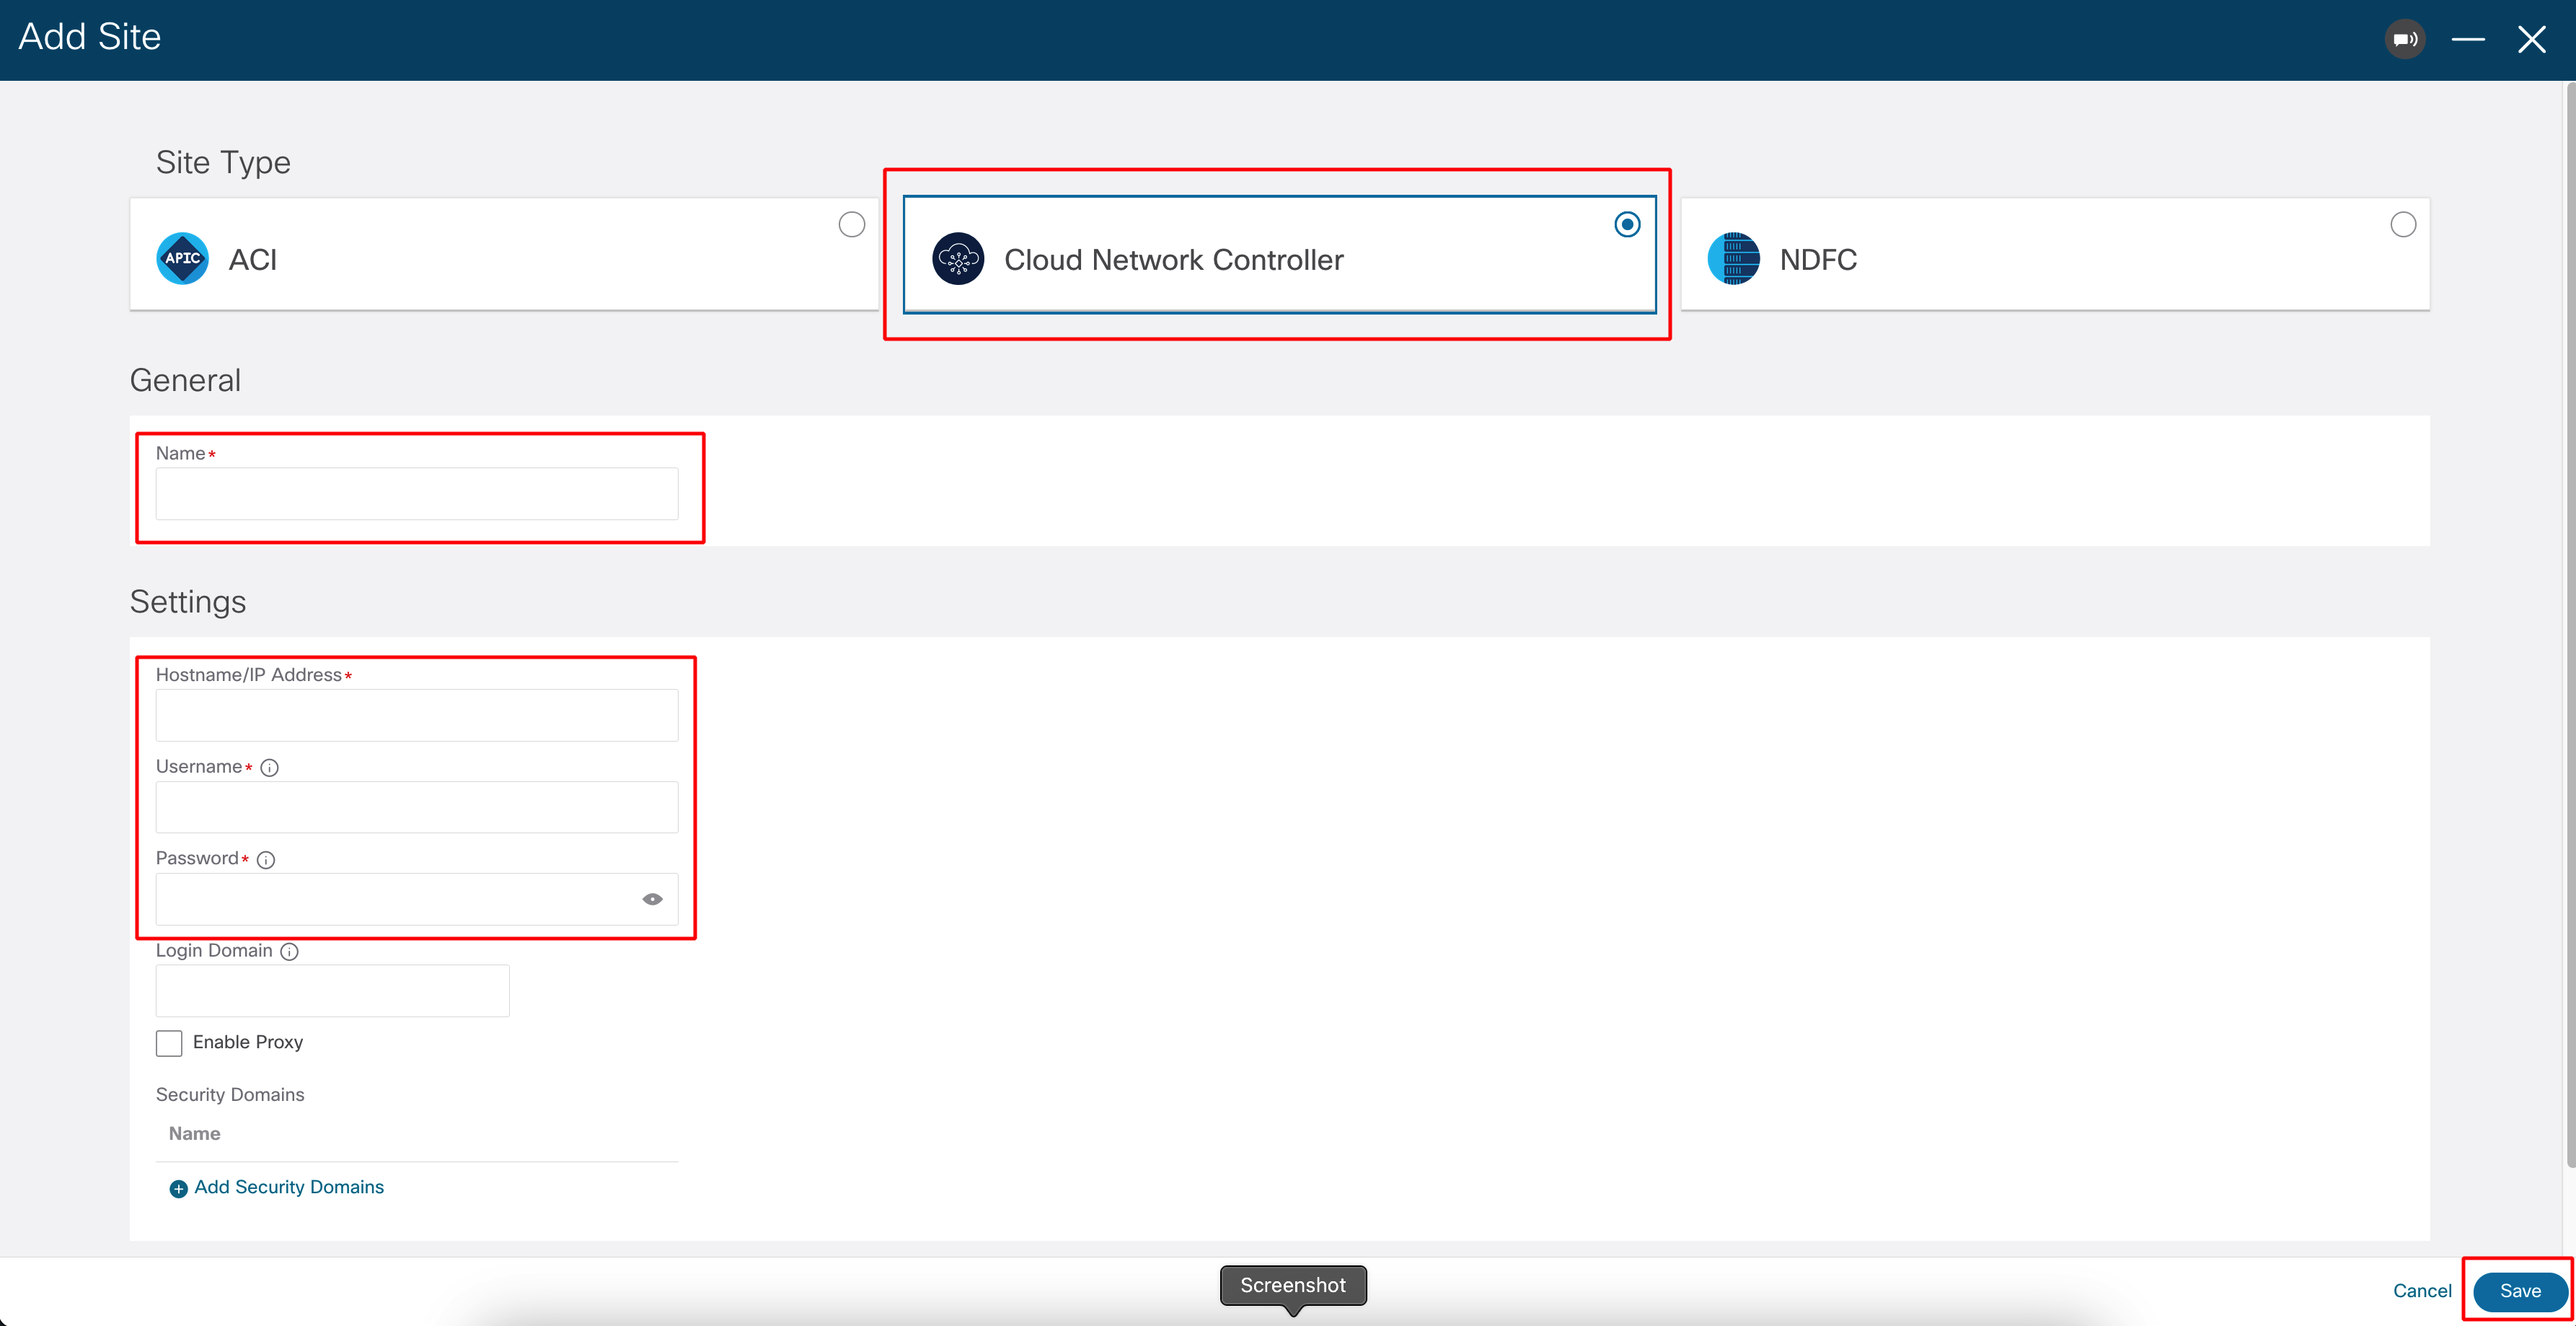 Add Site
Site Type
APIC ACI
Cloud Network Controller
NDFC
General
Name*
Settings
Hostname/IP Address*
Username*
Password*
Login Domain
Enable Proxy
Security Domains
Name
Add Security Domains
Screenshot
Cancel
Save